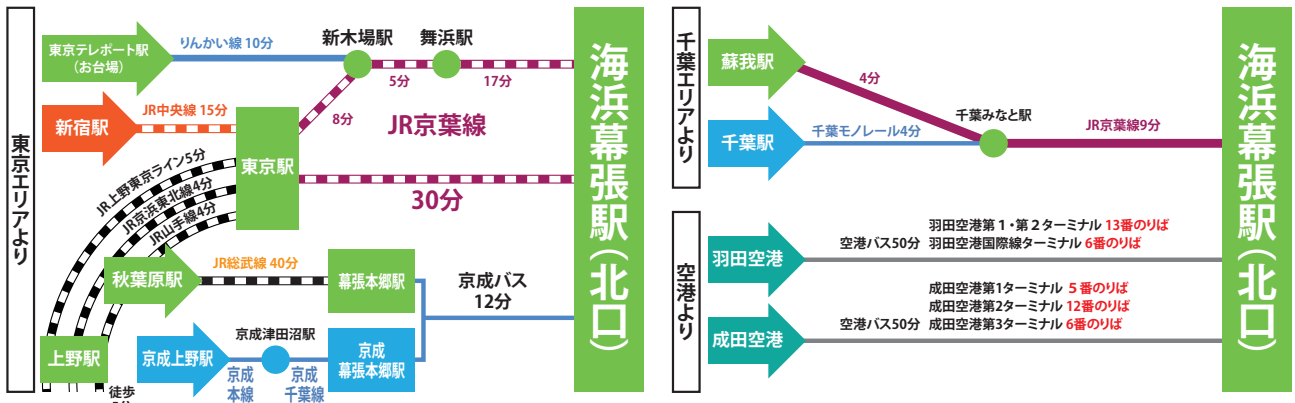 東京エリアより
東京テレポート駅
（お台場）
りんかい線 10分
新木場駅
舞浜駅
5分
17分
8分
JR京葉線
新宿駅
JR中央線 15分
東京駅
30分
JR上野東京ライン5分
JR京浜東北線4分
JR山手線4分
秋葉原駅
JR総武線 40分
幕張本郷駅
京成バス
12分
上野駅
徒歩
京成上野駅
京成津田沼駅
京成
本線
京成
千葉線
京成
幕張本郷駅
海浜幕張駅（北口）
千葉エリアより
蘇我駅
4分
千葉みなと駅
千葉駅
千葉モノレール4分
JR京葉線9分
空港より
羽田空港
羽田空港第1・第2ターミナル 13番のりば
空港バス50分 羽田空港国際線ターミナル 6番のりば
成田空港
成田空港第1ターミナル 5番のりば
成田空港第2ターミナル 12番のりば
空港バス50分 成田空港第3ターミナル 6番のりば
海浜幕張駅（北口）